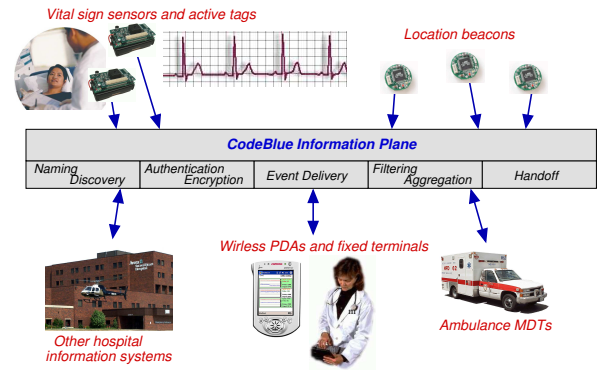 Vital sign sensors and active tags
Location beacons
CodeBlue Information Plane
Naming
Discovery
Authentication
Encryption
Event Delivery
Filtering
Aggregation
Handoff
Wirless PDAs and fixed terminals
Other hospital
information systems
Ambulance MDTs